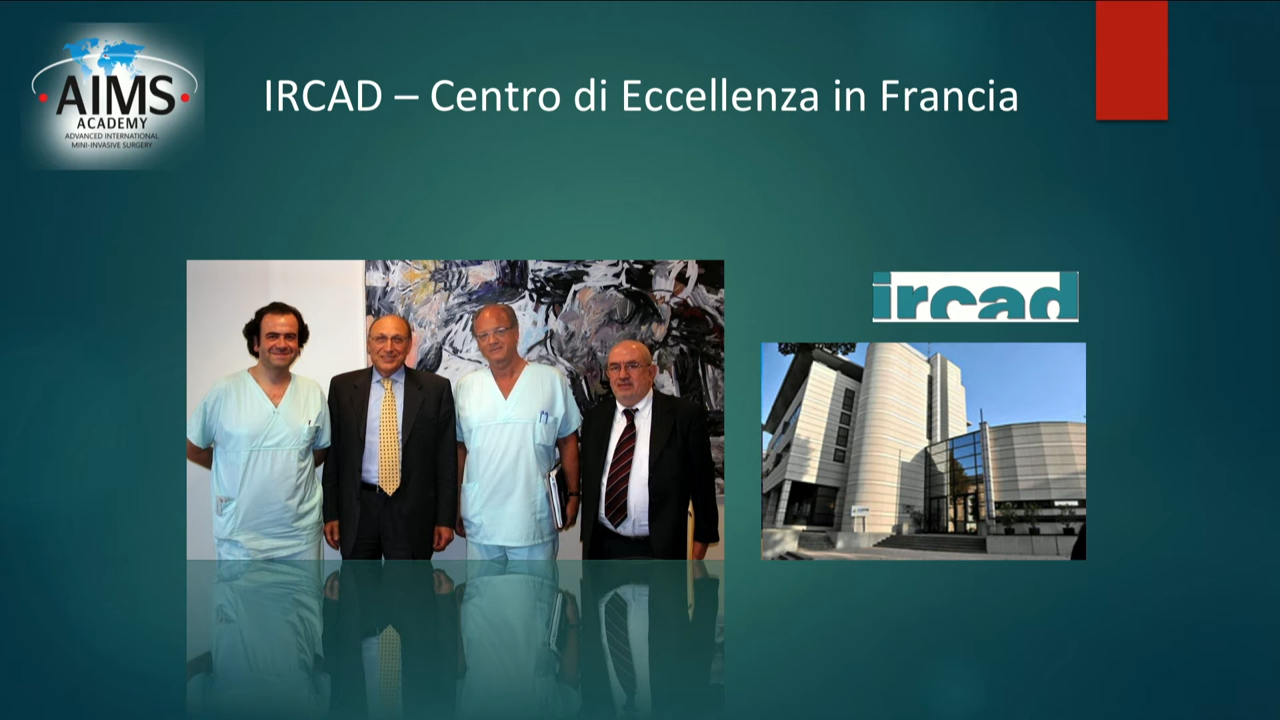 AIMS
ACADEMY
ADVANCED INTERNATIONAL
MINI-INVASIVE SURGERY
IRCAD – Centro di Eccellenza in Francia
ircad